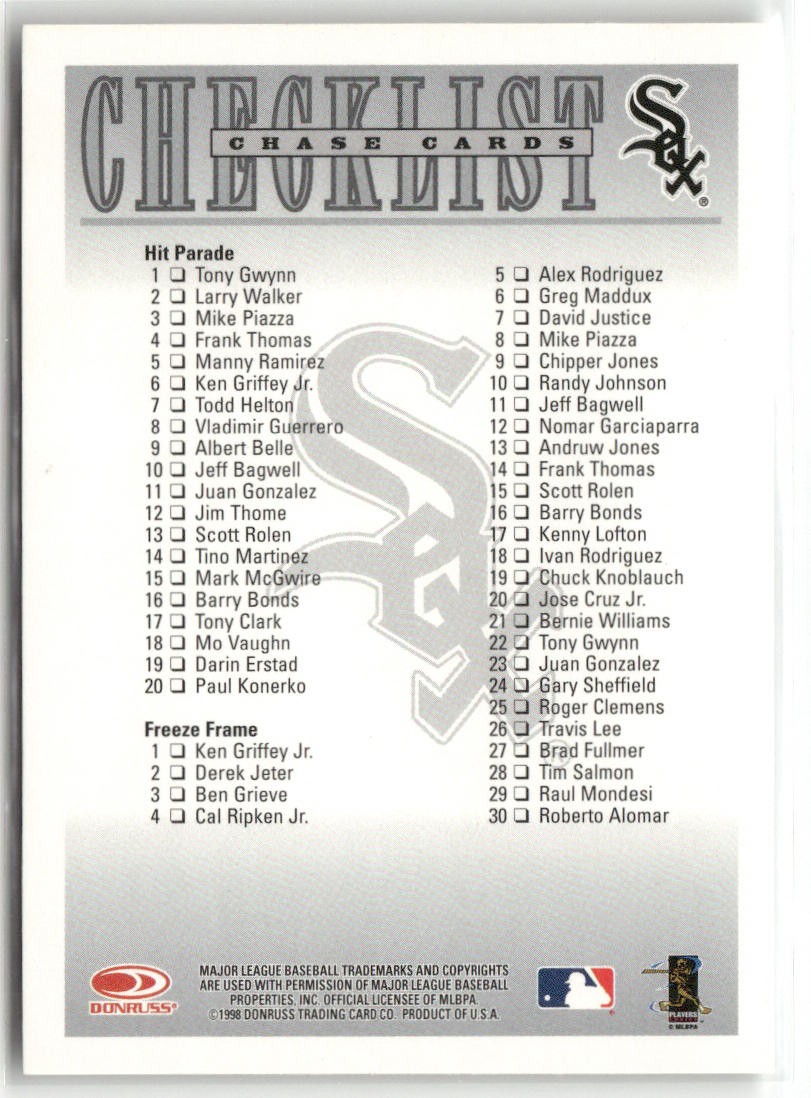 CHECKLIST
CHASE CARDS
Sox
®
Hit Parade
1 ❏ Tony Gwynn
2 ❏ Larry Walker
3 ❏ Mike Piazza
4 ❏ Frank Thomas
5 ❏ Manny Ramirez
6 ❏ Ken Griffey Jr.
7 ❏ Todd Helton
8 ❏ Vladimir Guerrero
9 ❏ Albert Belle
10 ❏ Jeff Bagwell
11 ❏ Juan Gonzalez
12 ❏ Jim Thome
13 ❏ Scott Rolen
14 ❏ Tino Martinez
15 ❏ Mark McGwire
16 ❏ Barry Bonds
17 ❏ Tony Clark
18 ❏ Mo Vaughn
19 ❏ Darin Erstad
20 ❏ Paul Konerko
Freeze Frame
1 ❏ Ken Griffey Jr.
2 ❏ Derek Jeter
3 ❏ Ben Grieve
4 ❏ Cal Ripken Jr.
5 ❏ Alex Rodriguez
6 ❏ Greg Maddux
7 ❏ David Justice
8 ❏ Mike Piazza
9 ❏ Chipper Jones
10 ❏ Randy Johnson
11 ❏ Jeff Bagwell
12 ❏ Nomar Garciaparra
13 ❏ Andruw Jones
14 ❏ Frank Thomas
15 ❏ Scott Rolen
16 ❏ Barry Bonds
17 ❏ Kenny Lofton
18 ❏ Ivan Rodriguez
19 ❏ Chuck Knoblauch
20 ❏ Jose Cruz Jr.
21 ❏ Bernie Williams
22 ❏ Tony Gwynn
23 ❏ Juan Gonzalez
24 ❏ Gary Sheffield
25 ❏ Roger Clemens
26 ❏ Travis Lee
27 ❏ Brad Fullmer
28 ❏ Tim Salmon
29 ❏ Raul Mondesi
30 ❏ Roberto Alomar
Sox
®
DONRUSS®
MAJOR LEAGUE BASEBALL TRADEMARKS AND COPYRIGHTS
ARE USED WITH PERMISSION OF MAJOR LEAGUE BASEBALL
PROPERTIES, INC. OFFICIAL LICENSEE OF MLBPA.
©1998 DONRUSS TRADING CARD CO. PRODUCT OF U.S.A.
®
PLAYERS
© MLBPA